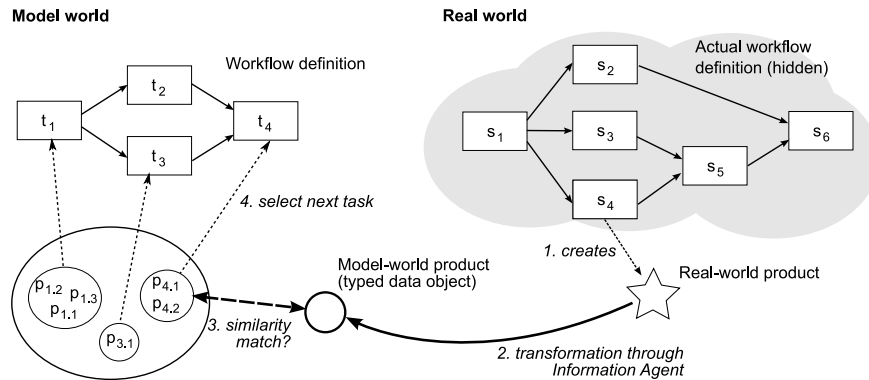 Model world
Real world
Workflow definition
Actual workflow
definition (hidden)
t1
t2
t3
t4
s1
s2
s3
s4
s5
s6
4. select next task
1. creates
p1.2
p1.3
p1.1
p4.1
p4.2
p3.1
Model-world product
(typed data object)
Real-world product
3. similarity
match?
2. transformation through
Information Agent